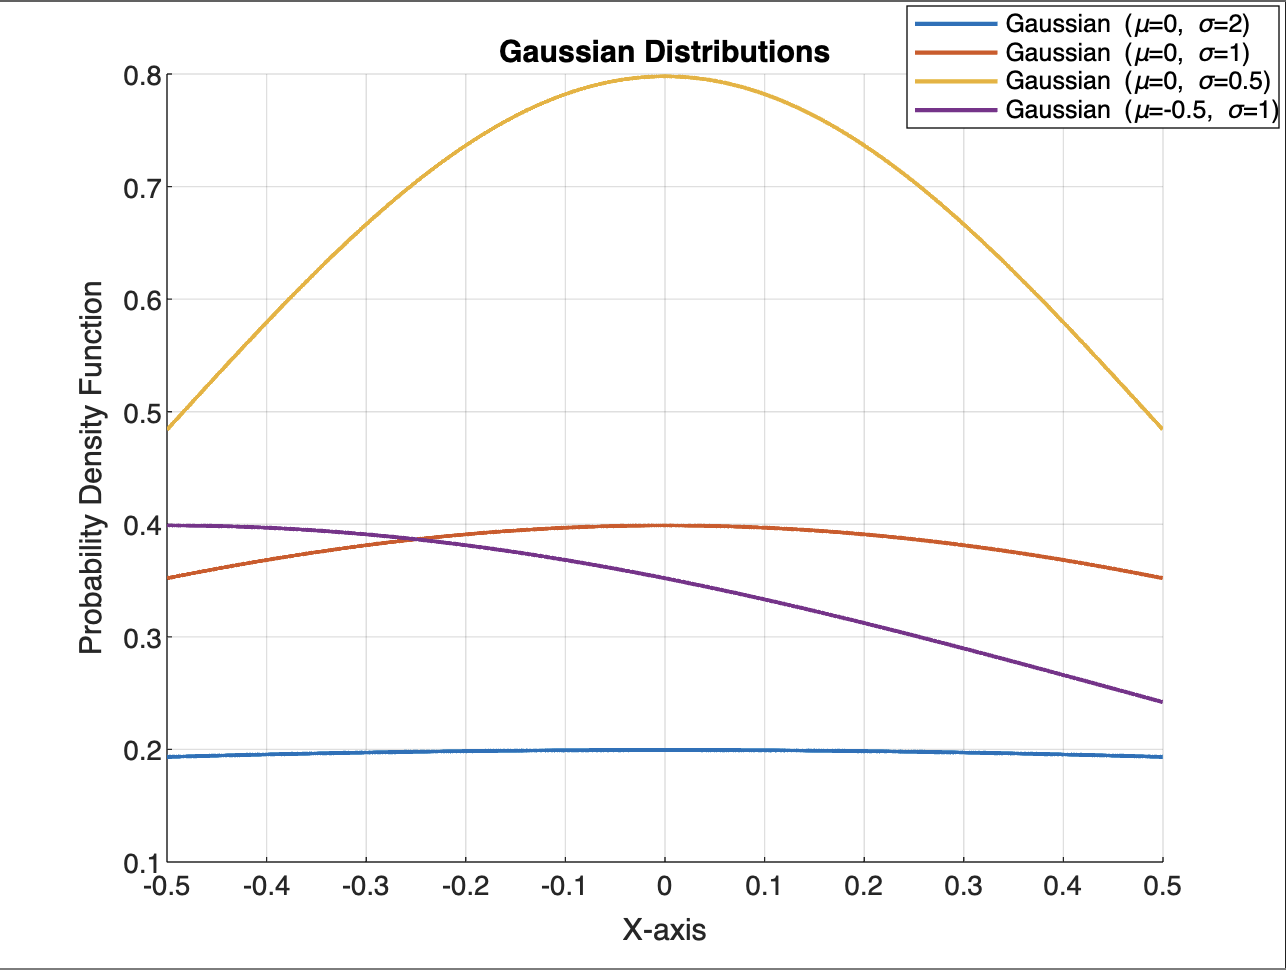 Gaussian (μ=0, σ=2)
Gaussian (μ=0, σ=1)
Gaussian (μ=0, σ=0.5)
Gaussian (μ=-0.5, σ=1)
Gaussian Distributions
Probability Density Function
0.8
0.7
0.6
0.5
0.4
0.3
0.2
0.1
-0.5 -0.4 -0.3 -0.2 -0.1 0 0.1 0.2 0.3 0.4 0.5
X-axis